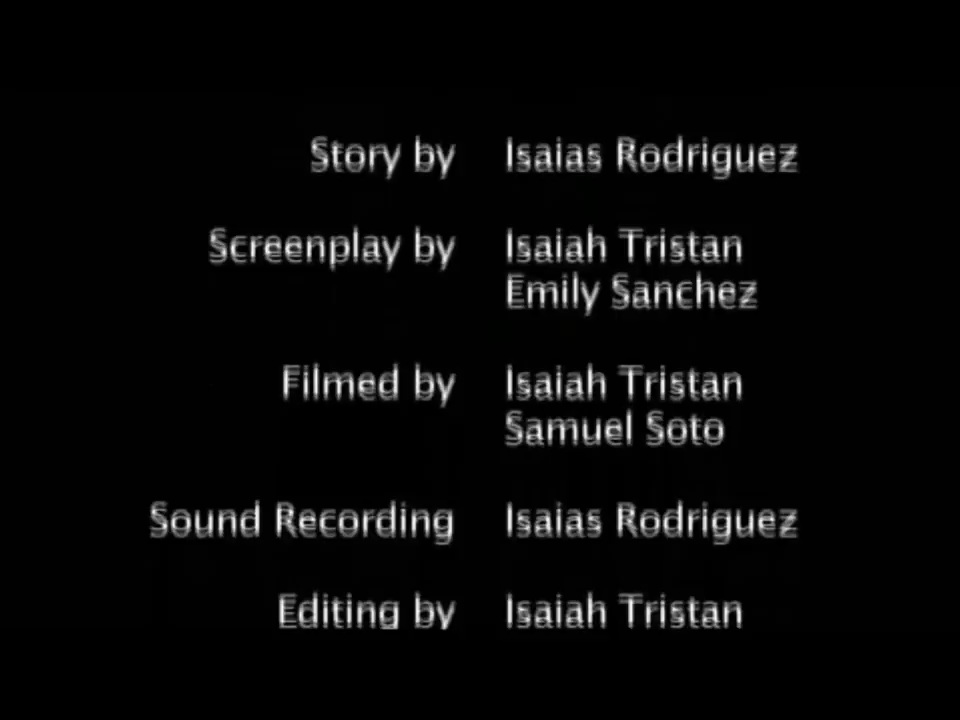 Story by Isaias Rodriguez
Screenplay by Isaiah Tristan
Emily Sanchez
Filmed by Isaiah Tristan
Samuel Soto
Sound Recording Isaias Rodriguez
Editing by Isaiah Tristan